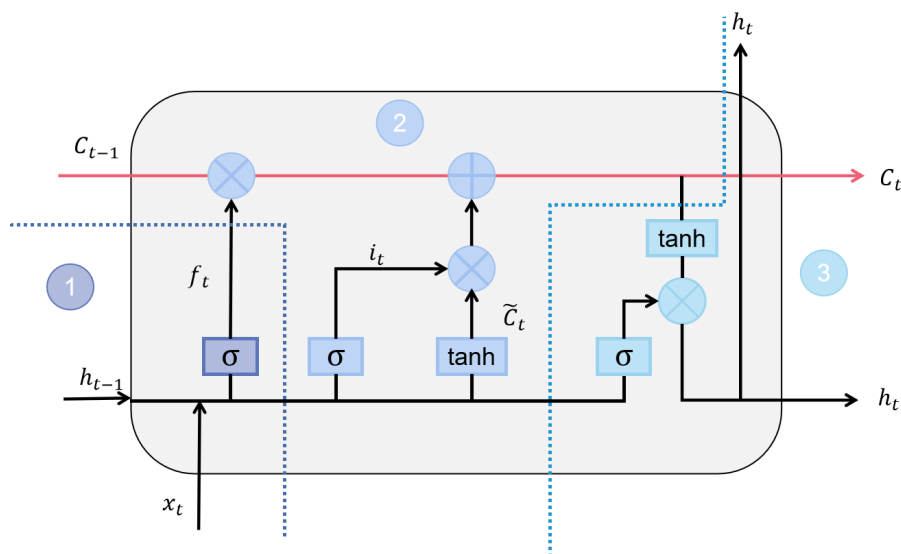 h_t
2
C_{t-1}
C_t
tanh
1
f_t
i_t
3
C̃_t
σ
σ
tanh
σ
h_{t-1}
h_t
x_t